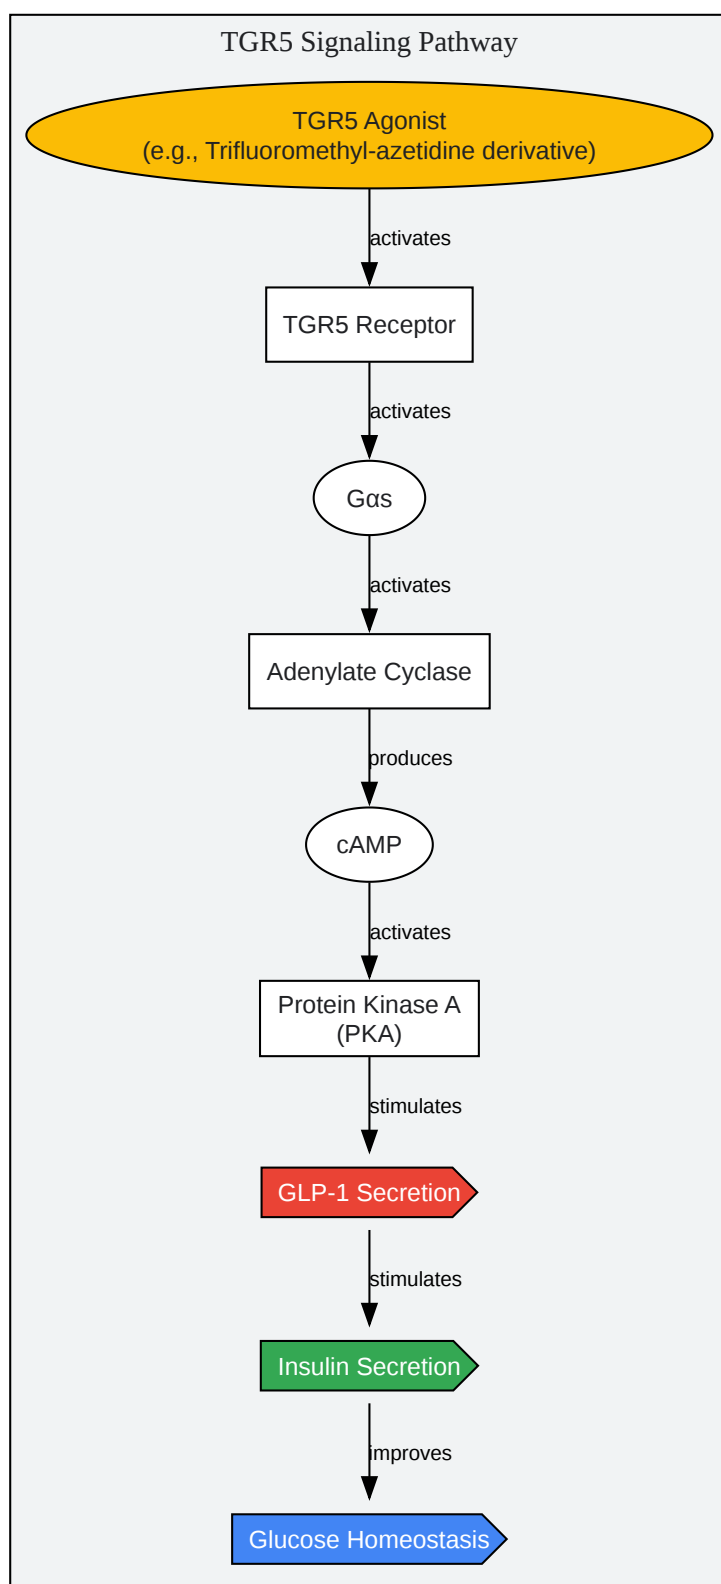 TGR5 Signaling Pathway
TGR5 Agonist
(e.g., Trifluoromethyl-azetidine derivative)
activates
TGR5 Receptor
activates
Gαs
activates
Adenylate Cyclase
produces
cAMP
activates
Protein Kinase A
(PKA)
stimulates
GLP-1 Secretion
stimulates
Insulin Secretion
improves
Glucose Homeostasis